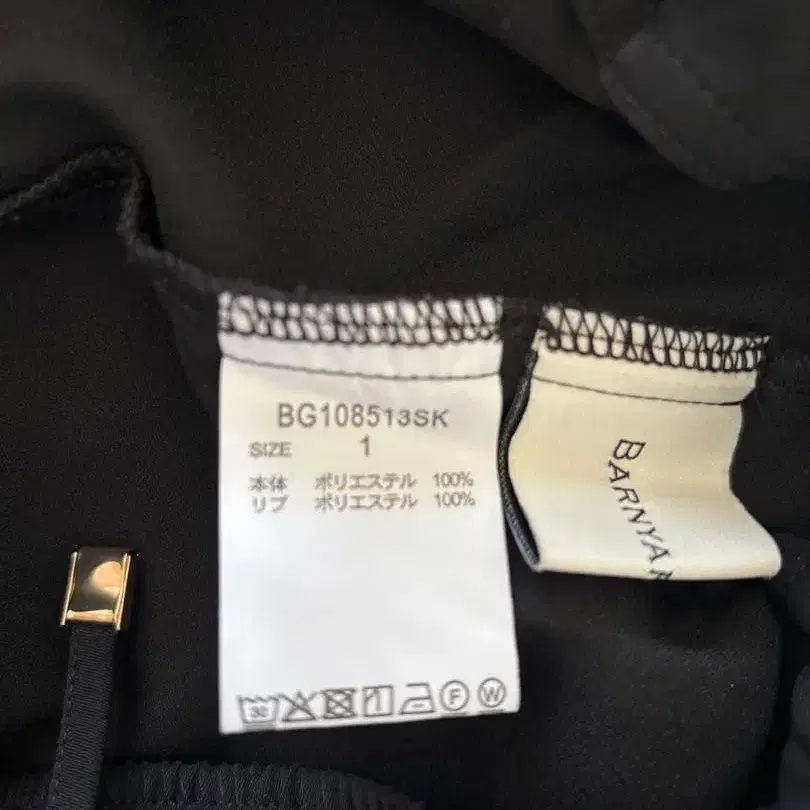 BG108513SK
SIZE 1
本体 ポリエステル 100%
リブ ポリエステル 100%
30
F W